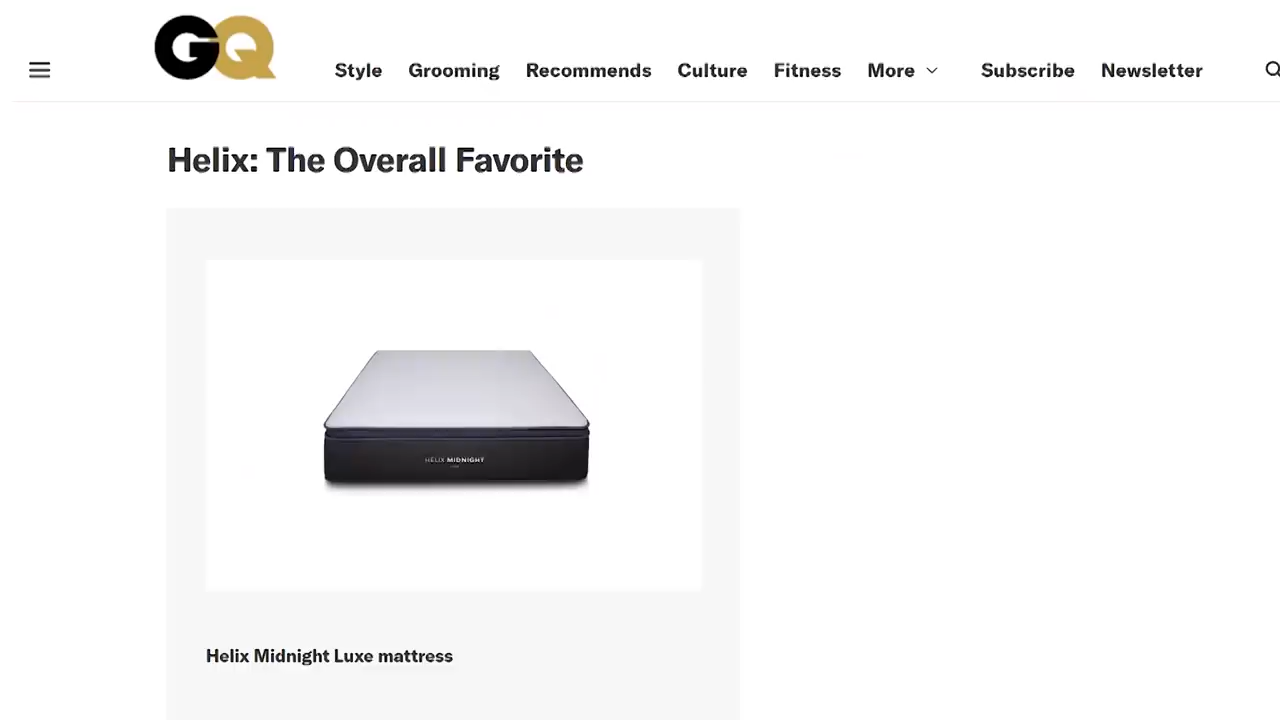 GQ
Style Grooming Recommends Culture Fitness More Subscribe Newsletter
Helix: The Overall Favorite
HELIX MIDNIGHT
Helix Midnight Luxe mattress